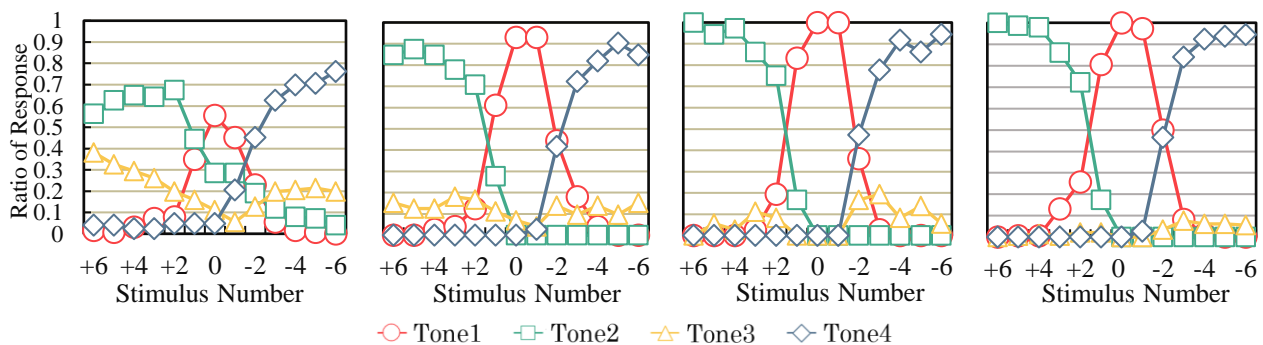 Ratio of Response
1
0.9
0.8
0.7
0.6
0.5
0.4
0.3
0.2
0.1
0
+6 +4 +2 0 -2 -4 -6
Stimulus Number
+6 +4 +2 0 -2 -4 -6
Stimulus Number
+6 +4 +2 0 -2 -4 -6
Stimulus Number
+6 +4 +2 0 -2 -4 -6
Stimulus Number
Tone1 Tone2 Tone3 Tone4